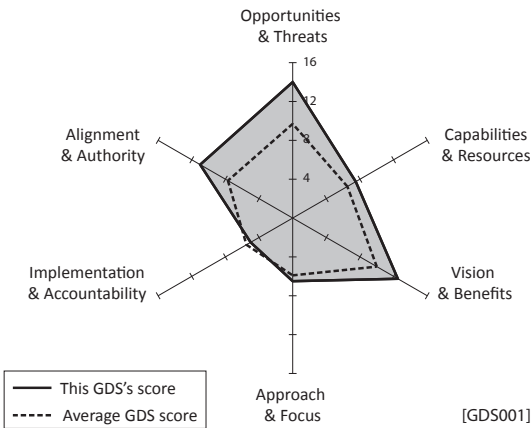 Opportunities
& Threats
16
12
8
4
Alignment
& Authority
Capabilities
& Resources
Implementation
& Accountability
Vision
& Benefits
This GDS's score
Average GDS score
Approach
& Focus
[GDS001]